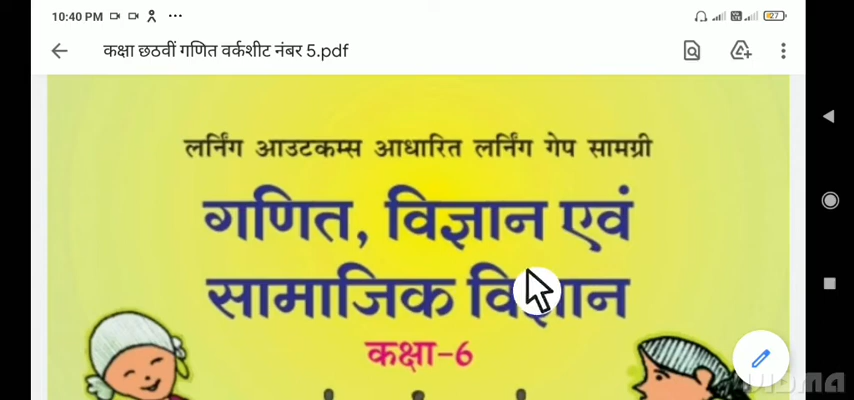 10:40 PM
27
कक्षा छठवीं गणित वर्कशीट नंबर 5.pdf
लर्निंग आउटकम्स आधारित लर्निंग गेप सामग्री
गणित, विज्ञान एवं
सामाजिक विज्ञान
कक्षा-6